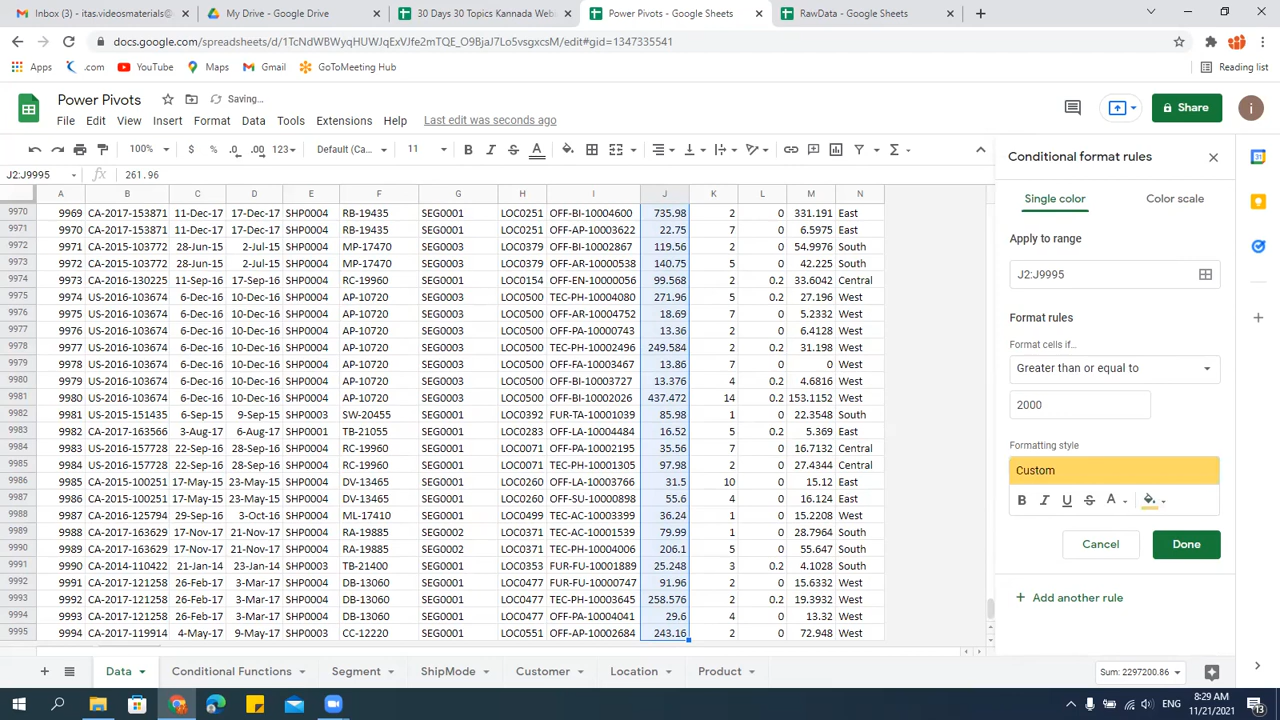 Inbox (1) - its.videosmaterials@ My Drive - Google Drive 30 Days 30 Topics Kannada Web Power Pivots - Google Sheets RawData - Google Sheets
docs.google.com/spreadsheets/d/1TcNdWBWyqHUWJqExVJfe2mTQE_O9BjaJ7Lo5vsgxcsM/edit#gid=1347335541
Apps .com YouTube Maps Gmail GoToMeeting Hub Reading list
Power Pivots Saving...
File Edit View Insert Format Data Tools Extensions Help Last edit was seconds ago
Share i
100% $ % .0 .00 123 Default (Ca... 11 B I S A Σ
J2:J9995 fx 261.96
A B C D E F G H I J K L M N
9970 9969 CA-2017-153871 11-Dec-17 17-Dec-17 SHP0004 RB-19435 SEG0001 LOC0251 OFF-BI-10004600 735.98 2 0 331.191 East
9971 9970 CA-2017-153871 11-Dec-17 17-Dec-17 SHP0004 RB-19435 SEG0001 LOC0251 OFF-AP-10003622 22.75 7 0 6.5975 East
9972 9971 CA-2015-103772 28-Jun-15 2-Jul-15 SHP0004 MP-17470 SEG0003 LOC0379 OFF-BI-10002867 119.56 2 0 54.9976 South
9973 9972 CA-2015-103772 28-Jun-15 2-Jul-15 SHP0004 MP-17470 SEG0003 LOC0379 OFF-AR-10000538 140.75 5 0 42.225 South
9974 9973 CA-2016-130225 11-Sep-16 17-Sep-16 SHP0004 RC-19960 SEG0001 LOC0154 OFF-EN-10000056 99.568 2 0.2 33.6042 Central
9975 9974 US-2016-103674 6-Dec-16 10-Dec-16 SHP0004 AP-10720 SEG0003 LOC0500 TEC-PH-10004080 271.96 5 0.2 27.196 West
9976 9975 US-2016-103674 6-Dec-16 10-Dec-16 SHP0004 AP-10720 SEG0003 LOC0500 OFF-AR-10004752 18.69 7 0 5.2332 West
9977 9976 US-2016-103674 6-Dec-16 10-Dec-16 SHP0004 AP-10720 SEG0003 LOC0500 OFF-PA-10000743 13.36 2 0 6.4128 West
9978 9977 US-2016-103674 6-Dec-16 10-Dec-16 SHP0004 AP-10720 SEG0003 LOC0500 TEC-PH-10002496 249.584 2 0.2 31.198 West
9979 9978 US-2016-103674 6-Dec-16 10-Dec-16 SHP0004 AP-10720 SEG0003 LOC0500 OFF-FA-10003467 13.86 7 0 0 West
9980 9979 US-2016-103674 6-Dec-16 10-Dec-16 SHP0004 AP-10720 SEG0003 LOC0500 OFF-BI-10003727 13.376 4 0.2 4.6816 West
9981 9980 US-2016-103674 6-Dec-16 10-Dec-16 SHP0004 AP-10720 SEG0003 LOC0500 OFF-BI-10002026 437.472 14 0.2 153.1152 West
9982 9981 US-2015-151435 6-Sep-15 9-Sep-15 SHP0004 SW-20455 SEG0001 LOC0392 FUR-TA-10001039 85.98 1 0 22.3548 South
9983 9982 CA-2017-163566 3-Aug-17 6-Aug-17 SHP0001 TB-21055 SEG0001 LOC0283 OFF-LA-10004484 16.52 5 0.2 5.369 East
9984 9983 US-2016-157728 22-Sep-16 28-Sep-16 SHP0004 RC-19960 SEG0001 LOC0071 OFF-PA-10002195 35.56 7 0 16.7132 Central
9985 9984 US-2016-157728 22-Sep-16 28-Sep-16 SHP0004 RC-19960 SEG0001 LOC0071 TEC-PH-10001305 97.98 2 0 27.4344 Central
9986 9985 CA-2015-100251 17-May-15 23-May-15 SHP0004 DV-13465 SEG0001 LOC0260 OFF-LA-10003766 31.5 10 0 15.12 East
9987 9986 CA-2015-100251 17-May-15 23-May-15 SHP0004 DV-13465 SEG0001 LOC0260 OFF-SU-10000898 55.6 4 0 16.124 East
9988 9987 CA-2016-125794 29-Sep-16 3-Oct-16 SHP0004 ML-17410 SEG0001 LOC0499 TEC-AC-10003399 36.24 1 0 15.2208 West
9989 9988 CA-2017-163629 17-Nov-17 21-Nov-17 SHP0004 RA-19885 SEG0002 LOC0371 TEC-AC-10001539 79.99 1 0 28.7964 South
9990 9989 CA-2017-163629 17-Nov-17 21-Nov-17 SHP0004 RA-19885 SEG0002 LOC0371 TEC-PH-10004006 206.1 5 0 55.647 South
9991 9990 CA-2014-110422 21-Jan-14 23-Jan-14 SHP0003 TB-21400 SEG0001 LOC0353 FUR-FU-10001889 25.248 3 0.2 4.1028 South
9992 9991 CA-2017-121258 26-Feb-17 3-Mar-17 SHP0004 DB-13060 SEG0001 LOC0477 FUR-FU-10000747 91.96 2 0 15.6332 West
9993 9992 CA-2017-121258 26-Feb-17 3-Mar-17 SHP0004 DB-13060 SEG0001 LOC0477 TEC-PH-10003645 258.576 2 0.2 19.3932 West
9994 9993 CA-2017-121258 26-Feb-17 3-Mar-17 SHP0004 DB-13060 SEG0001 LOC0477 OFF-PA-10004041 29.6 4 0 13.32 West
9995 9994 CA-2017-119914 4-May-17 9-May-17 SHP0003 CC-12220 SEG0001 LOC0551 OFF-AP-10002684 243.16 2 0 72.948 West
Conditional format rules
Single color Color scale
Apply to range
J2:J9995
Format rules
Format cells if...
Greater than or equal to
2000
Formatting style
Custom
B I U S A
Cancel Done
+ Add another rule
Data Conditional Functions Segment ShipMode Customer Location Product Sum: 2297200.86
ENG 8:29 AM
11/21/2021 13